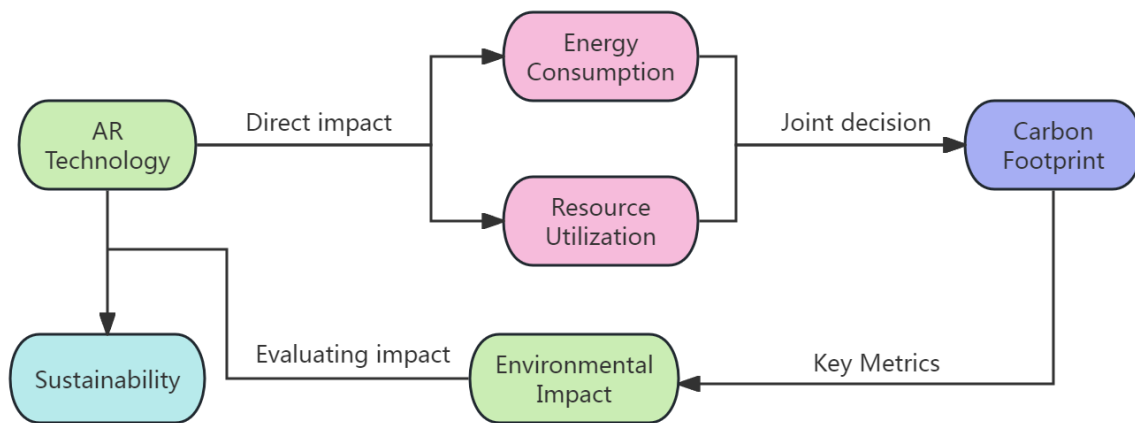 Energy
Consumption
AR
Technology
Direct impact
Joint decision
Carbon
Footprint
Resource
Utilization
Sustainability
Evaluating impact
Environmental
Impact
Key Metrics